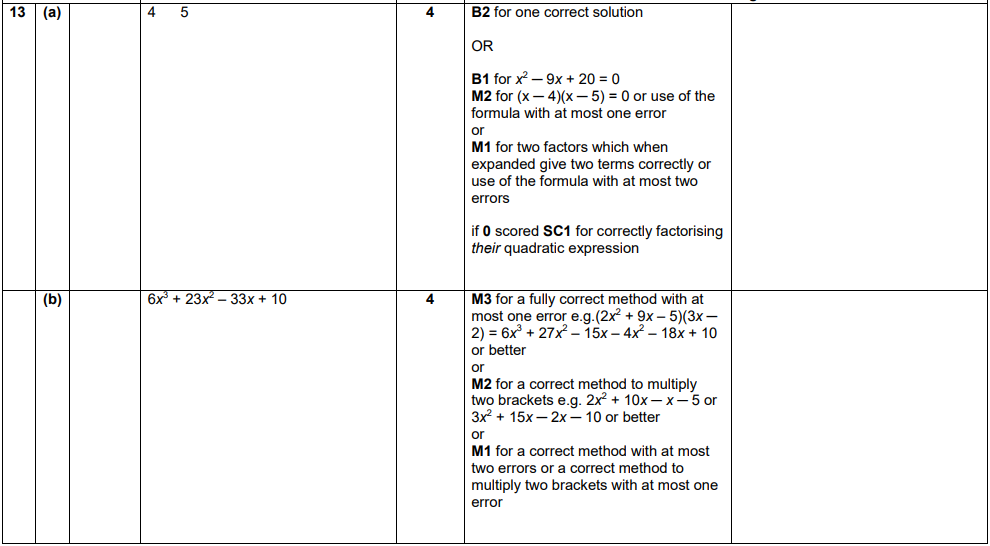 13 (a) 4 5 4 B2 for one correct solution
OR
B1 for x² – 9x + 20 = 0
M2 for (x – 4)(x – 5) = 0 or use of the
formula with at most one error
or
M1 for two factors which when
expanded give two terms correctly or
use of the formula with at most two
errors
if 0 scored SC1 for correctly factorising
their quadratic expression
(b) 6x³ + 23x² – 33x + 10 4 M3 for a fully correct method with at
most one error e.g.(2x² + 9x – 5)(3x –
2) = 6x³ + 27x² – 15x – 4x² – 18x + 10
or better
or
M2 for a correct method to multiply
two brackets e.g. 2x² + 10x – x – 5 or
3x² + 15x – 2x – 10 or better
or
M1 for a correct method with at most
two errors or a correct method to
multiply two brackets with at most one
error